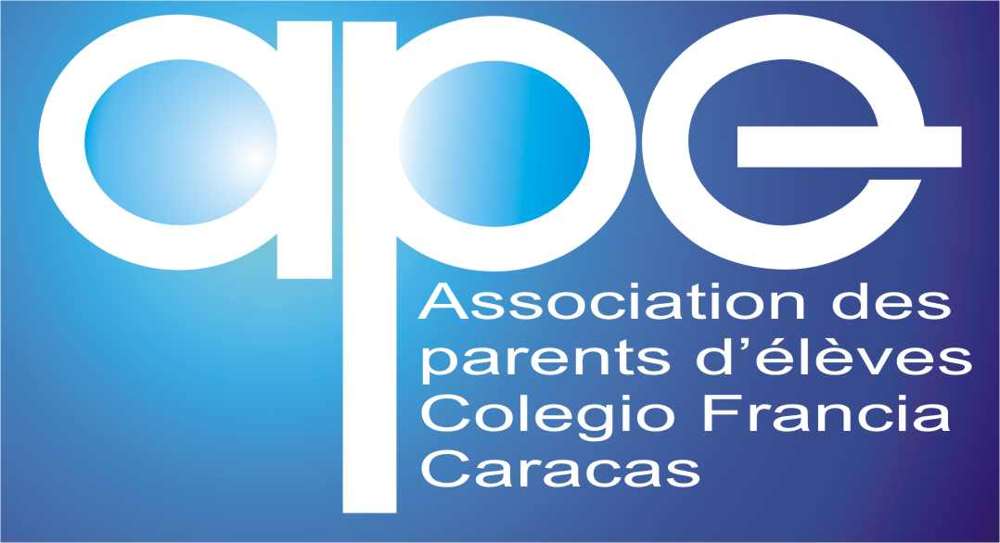 ape
Association des
parents d’élèves
Colegio Francia
Caracas